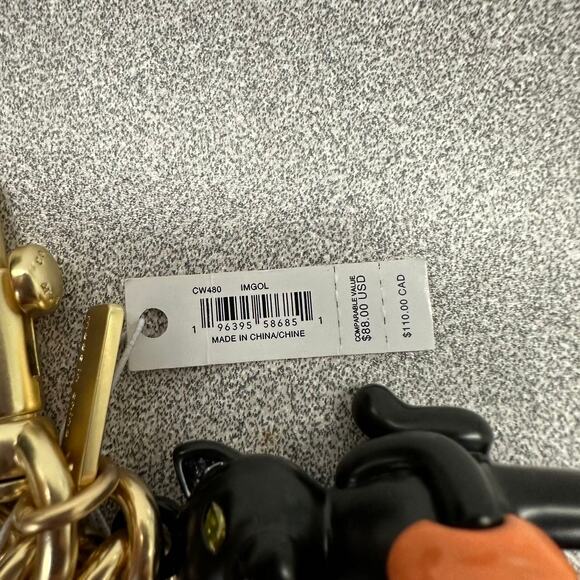 CW480 IMGOL
1 96395 58685 1
MADE IN CHINA/CHINE
COMPARABLE VALUE
$88.00 USD
$110.00 CAD